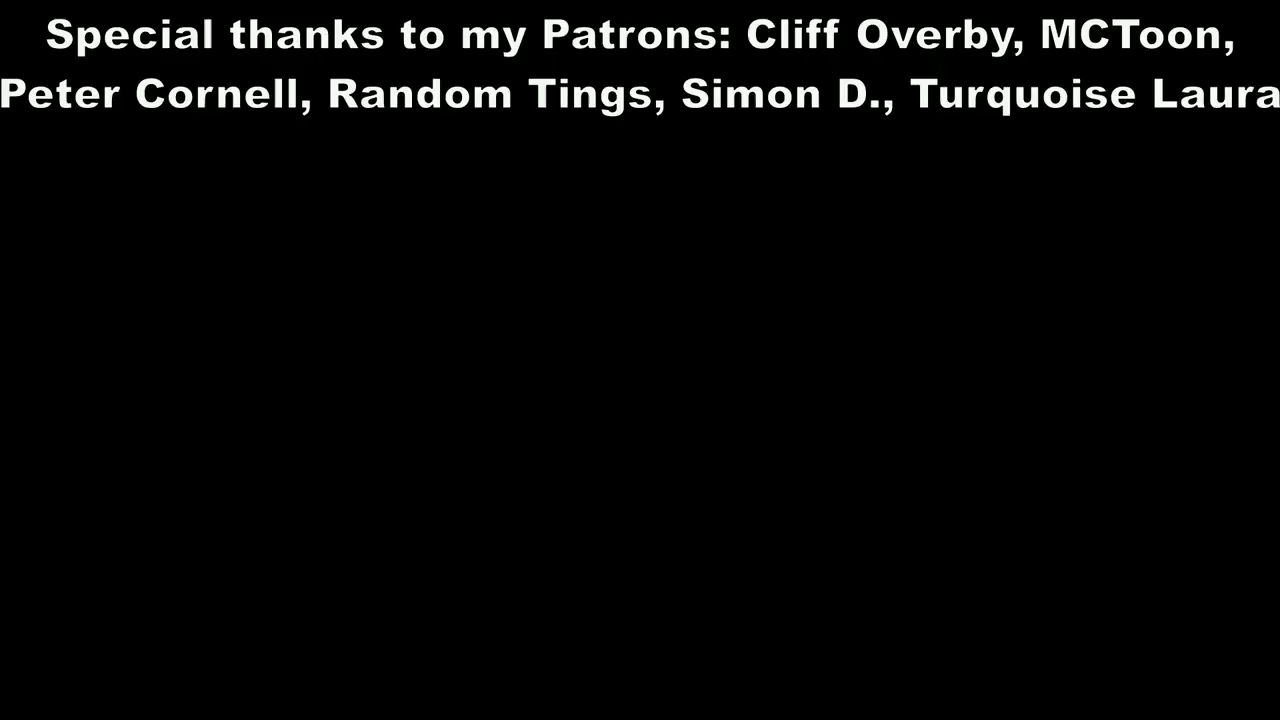 Special thanks to my Patrons: Cliff Overby, MCToon,
Peter Cornell, Random Tings, Simon D., Turquoise Laura